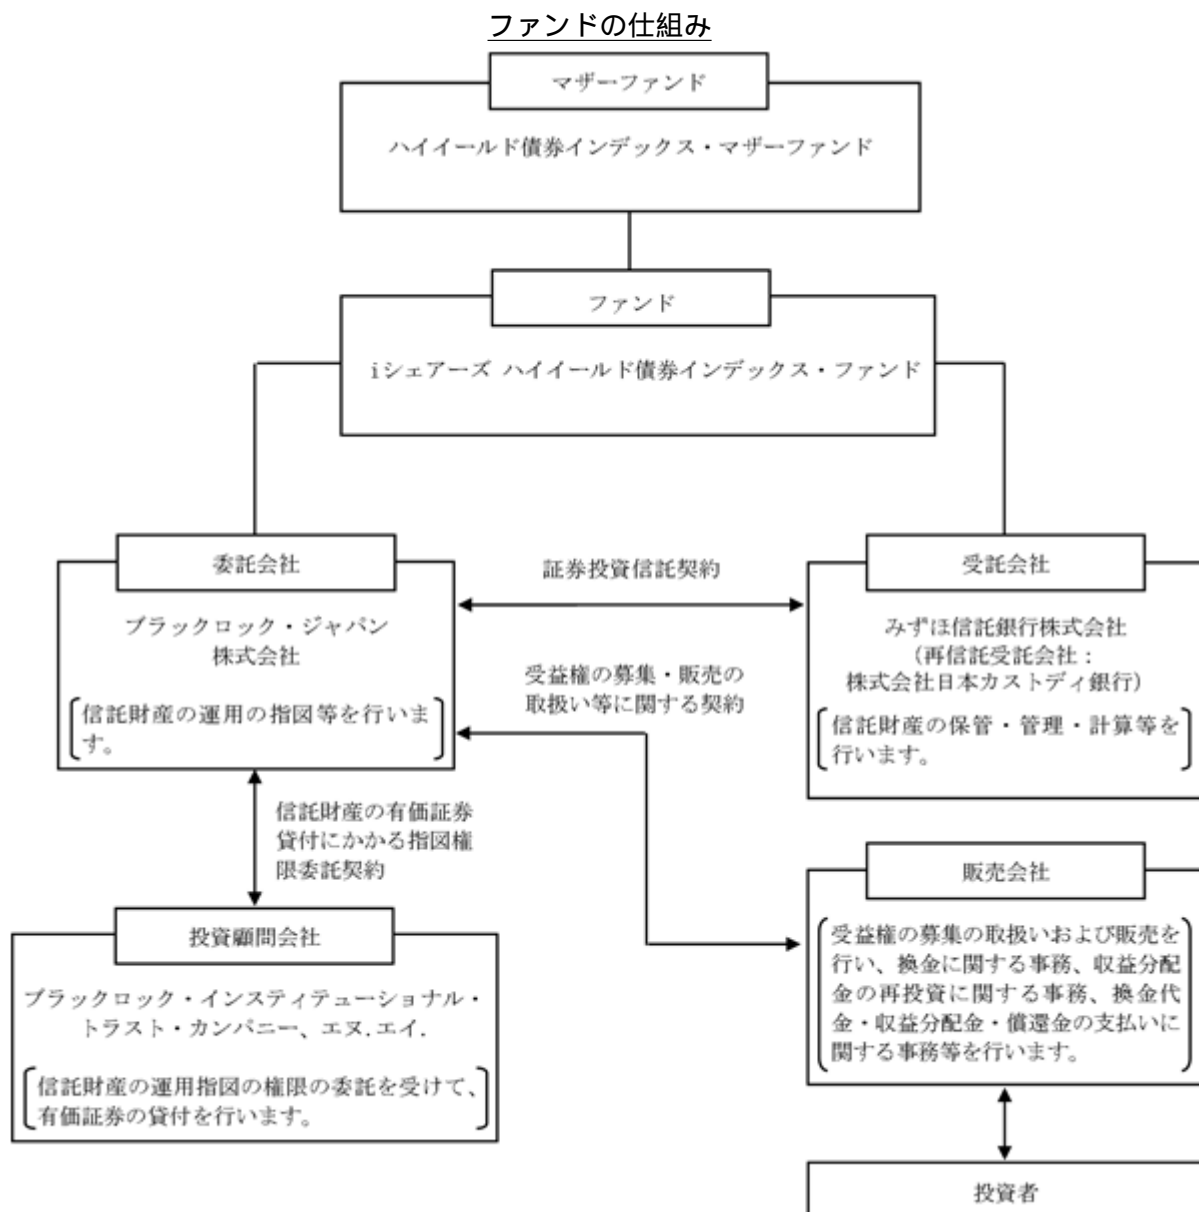 ファンドの仕組み
マザーファンド
ハイイールド債券インデックス・マザーファンド
ファンド
iシェアーズ ハイイールド債券インデックス・ファンド
委託会社
ブラックロック・ジャパン
株式会社
信託財産の運用の指図等を行いま
す。
証券投資信託契約
受益権の募集・販売の
取扱い等に関する契約
受託会社
みずほ信託銀行株式会社
(再信託受託会社:
株式会社日本カストディ銀行)
信託財産の保管・管理・計算等を
行います。
信託財産の有価証券
貸付にかかる指図権
限委託契約
投資顧問会社
ブラックロック・インスティテューショナル・
トラスト・カンパニー、エヌ.エイ.
信託財産の運用指図の権限の委託を受けて、
有価証券の貸付を行います。
販売会社
受益権の募集の取扱いおよび販売を
行い、換金に関する事務、収益分配
金の再投資に関する事務、換金代
金・収益分配金・償還金の支払いに
関する事務等を行います。
投資者